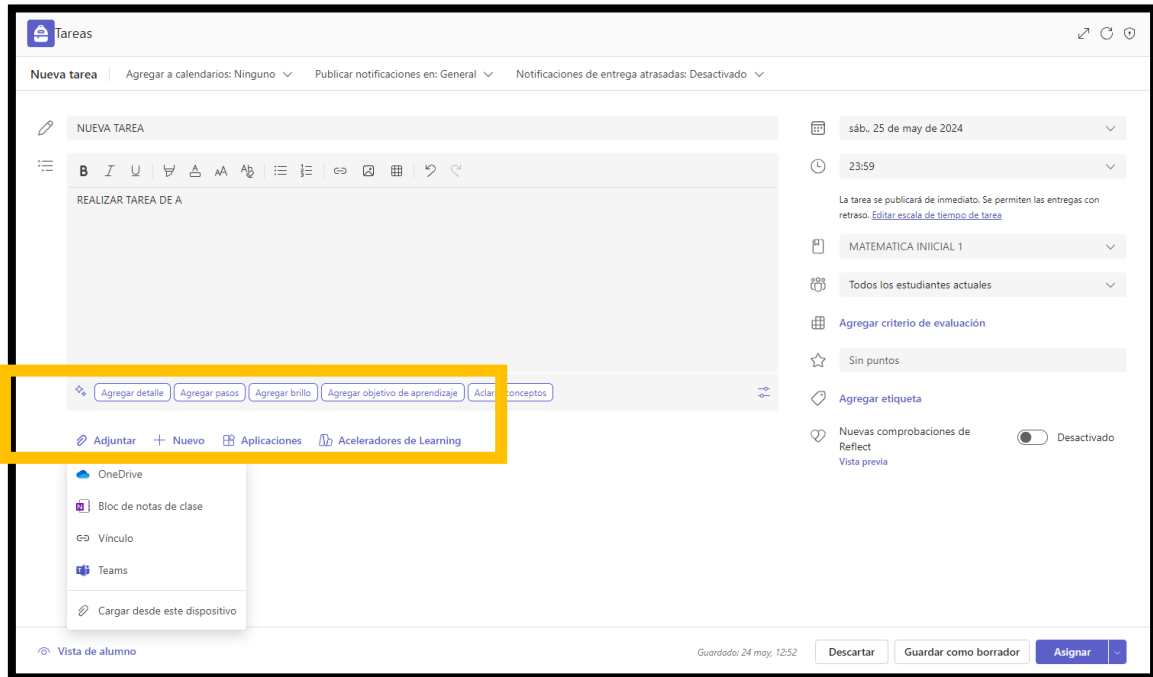 Tareas
Nueva tarea Agregar a calendarios: Ninguno Publicar notificaciones en: General Notificaciones de entrega atrasadas: Desactivado
NUEVA TAREA
REALIZAR TAREA DE A
Agregar detalle Agregar pasos Agregar brillo Agregar objetivo de aprendizaje Aclarar conceptos
Adjuntar Nuevo Aplicaciones Aceleradores de Learning
OneDrive
Bloc de notas de clase
Vínculo
Teams
Cargar desde este dispositivo
sáb., 25 de may de 2024
23:59
La tarea se publicará de inmediato. Se permiten las entregas con
retraso. Editar escala de tiempo de tarea
MATEMATICA INIICIAL 1
Todos los estudiantes actuales
Agregar criterio de evaluación
Sin puntos
Agregar etiqueta
Nuevas comprobaciones de
Reflect
Desactivado
Vista previa
Vista de alumno
Guardado: 24 may, 12:52
Descartar
Guardar como borrador
Asignar